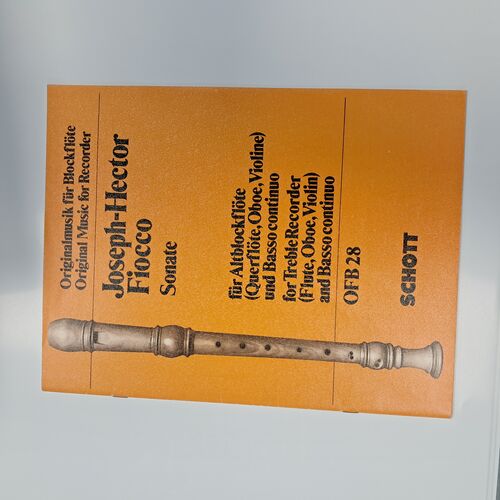 Originalmusik für Blockflöte
Original Music for Recorder
Joseph-Hector
Fiocco
Sonate
für Altblockflöte
(Querflöte, Oboe, Violine)
und Basso continuo
for Treble Recorder
(Flute, Oboe, Violin)
and Basso continuo
OFB 28
SCHOTT